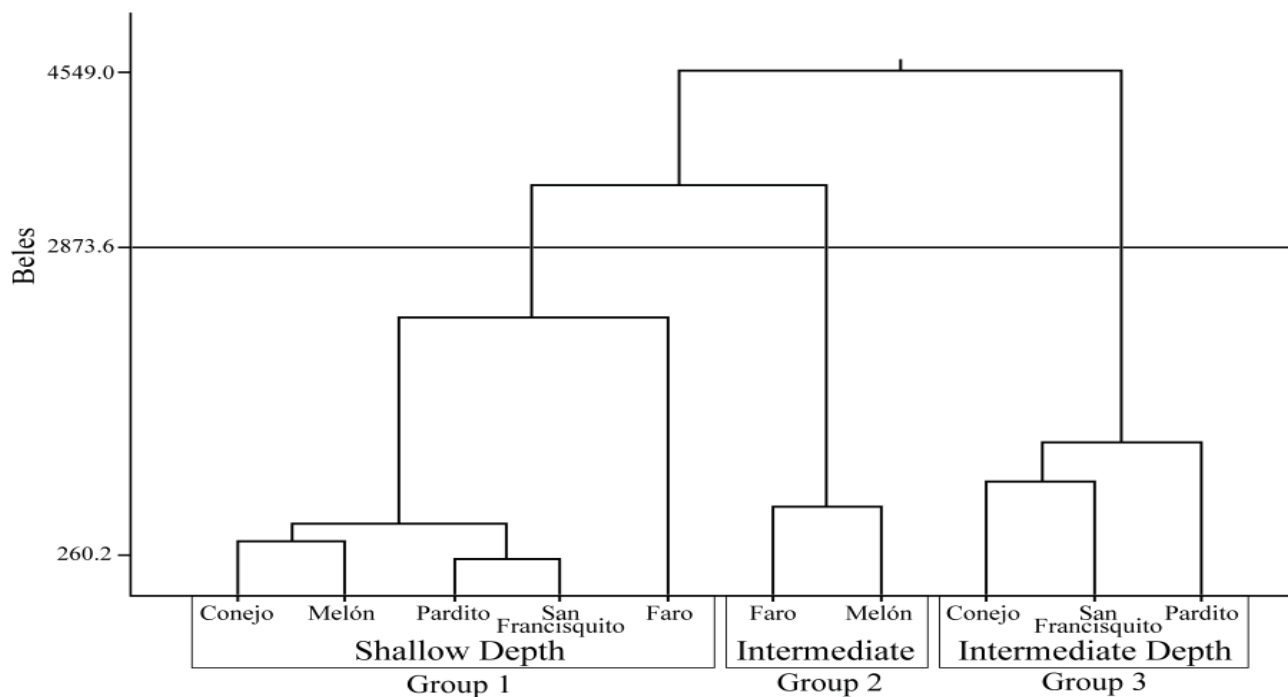 4549.0
2873.6
Beles
260.2
Conejo Melón Pardito San Faro Faro Melón Conejo San Pardito
Francisquito Francisquito
Shallow Depth Intermediate Intermediate Depth
Group 1 Group 2 Group 3